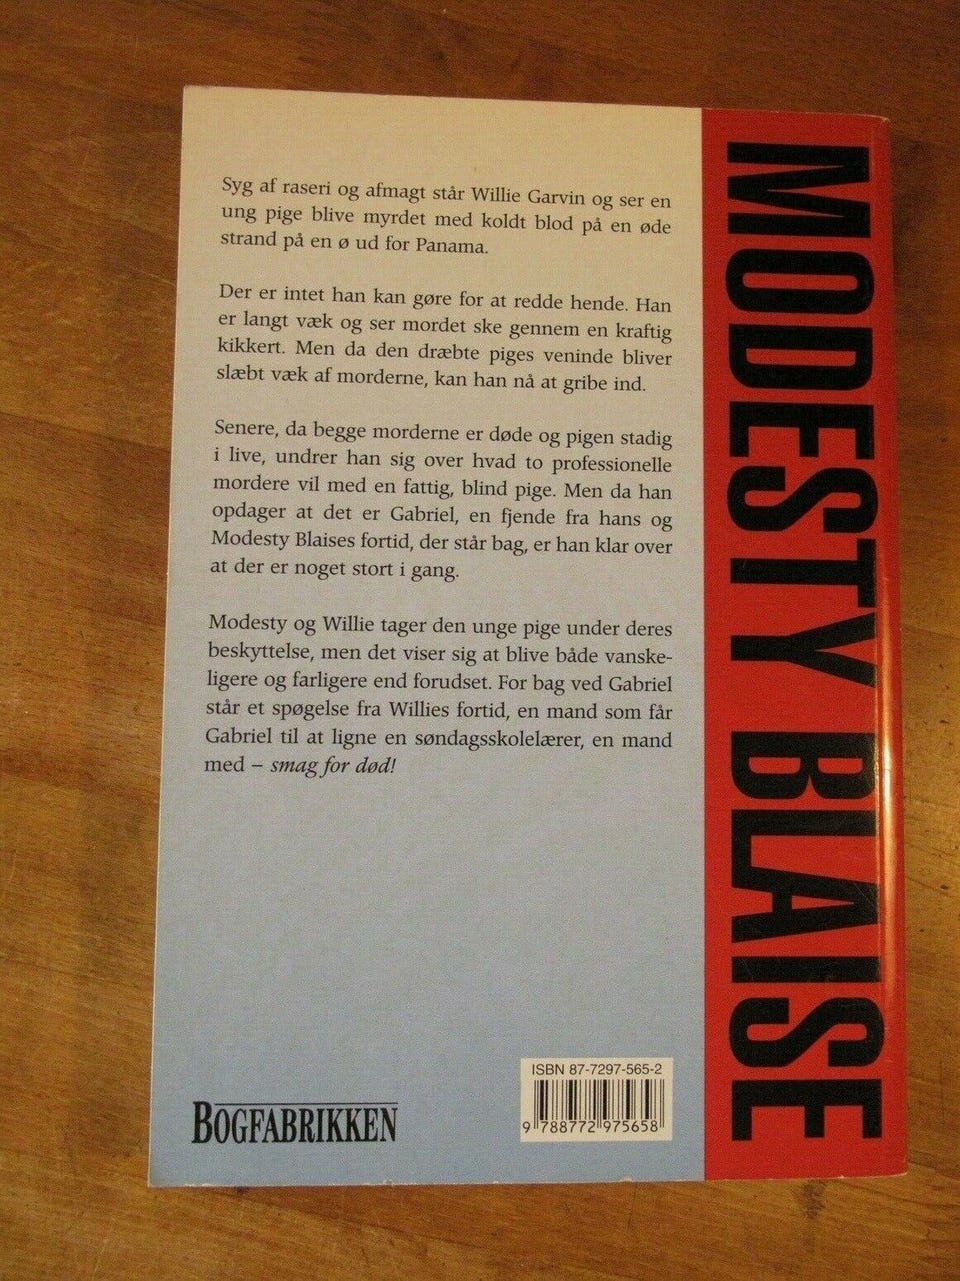 Syg af raseri og afmagt står Willie Garvin og ser en
ung pige blive myrdet med koldt blod på en øde
strand på en ø ud for Panama.
Der er intet han kan gøre for at redde hende. Han
er langt væk og ser mordet ske gennem en kraftig
kikkert. Men da den dræbte piges veninde bliver
slæbt væk af morderne, kan han nå at gribe ind.
Senere, da begge morderne er døde og pigen stadig
i live, undrer han sig over hvad to professionelle
mordere vil med en fattig, blind pige. Men da han
opdager at det er Gabriel, en fjende fra hans og
Modesty Blaises fortid, der står bag, er han klar over
at der er noget stort i gang.
Modesty og Willie tager den unge pige under deres
beskyttelse, men det viser sig at blive både vanske-
ligere og farligere end forudset. For bag ved Gabriel
står et spøgelse fra Willies fortid, en mand som får
Gabriel til at ligne en søndagsskolelærer, en mand
med – smag for død!
BOGFABRIKKEN
ISBN 87-7297-565-2
9 788772 975658
MODESTY BLAISE